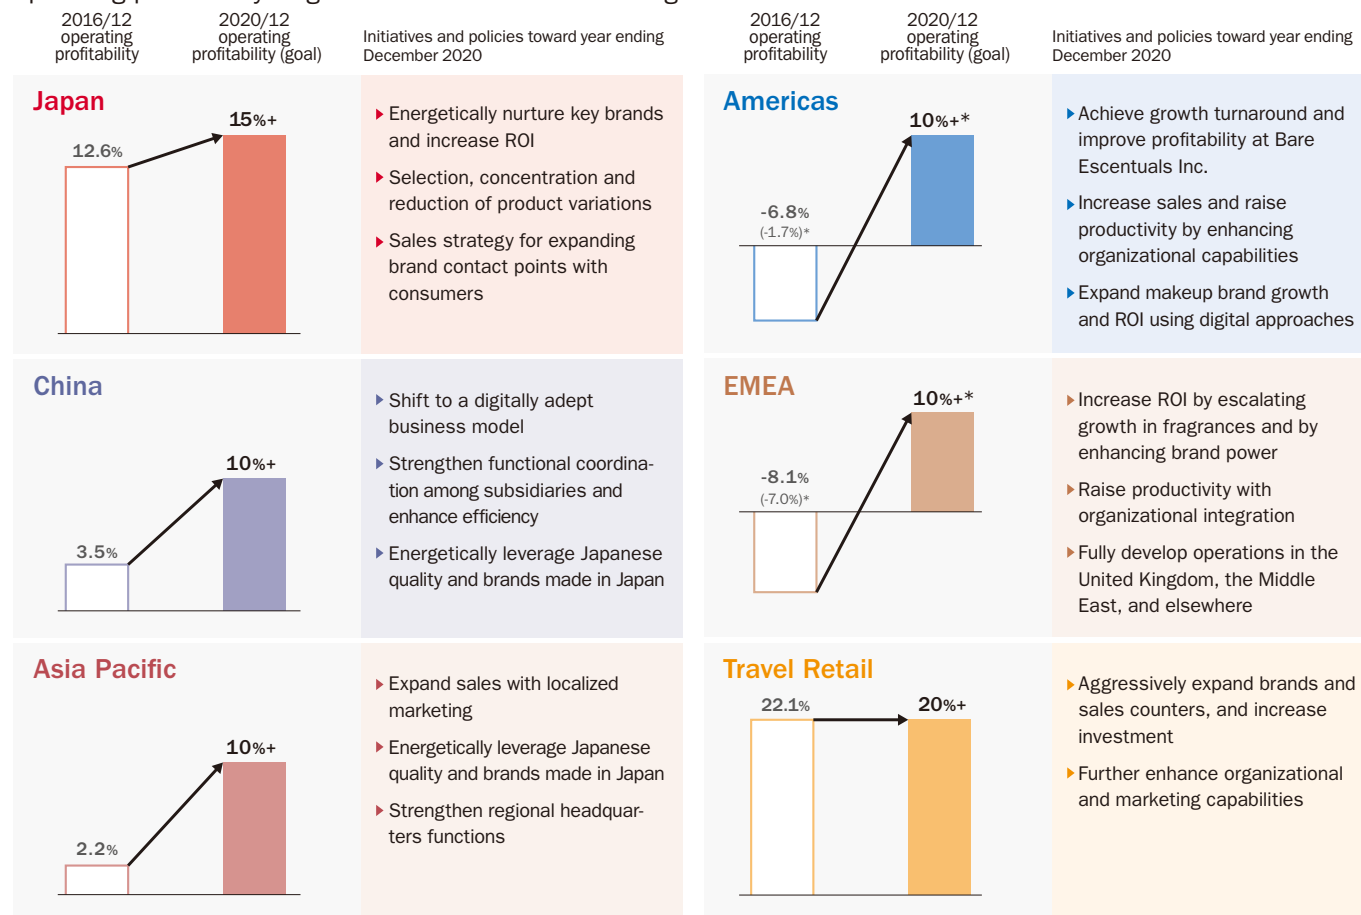 2016/12
operating
profitability
2020/12
operating
profitability (goal)
Initiatives and policies toward year ending
December 2020
Japan
12.6%
15%+
Energetically nurture key brands
and increase ROI
Selection, concentration and
reduction of product variations
Sales strategy for expanding
brand contact points with
consumers
China
3.5%
10%+
Shift to a digitally adept
business model
Strengthen functional coordina-
tion among subsidiaries and
enhance efficiency
Energetically leverage Japanese
quality and brands made in Japan
Asia Pacific
2.2%
10%+
Expand sales with localized
marketing
Energetically leverage Japanese
quality and brands made in Japan
Strengthen regional headquar-
ters functions
2016/12
operating
profitability
2020/12
operating
profitability (goal)
Initiatives and policies toward year ending
December 2020
Americas
-6.8%
(-1.7%)*
10%+*
Achieve growth turnaround and
improve profitability at Bare
Escentuals Inc.
Increase sales and raise
productivity by enhancing
organizational capabilities
Expand makeup brand growth
and ROI using digital approaches
EMEA
-8.1%
(-7.0%)*
10%+*
Increase ROI by escalating
growth in fragrances and by
enhancing brand power
Raise productivity with
organizational integration
Fully develop operations in the
United Kingdom, the Middle
East, and elsewhere
Travel Retail
22.1%
20%+
Aggressively expand brands and
sales counters, and increase
investment
Further enhance organizational
and marketing capabilities